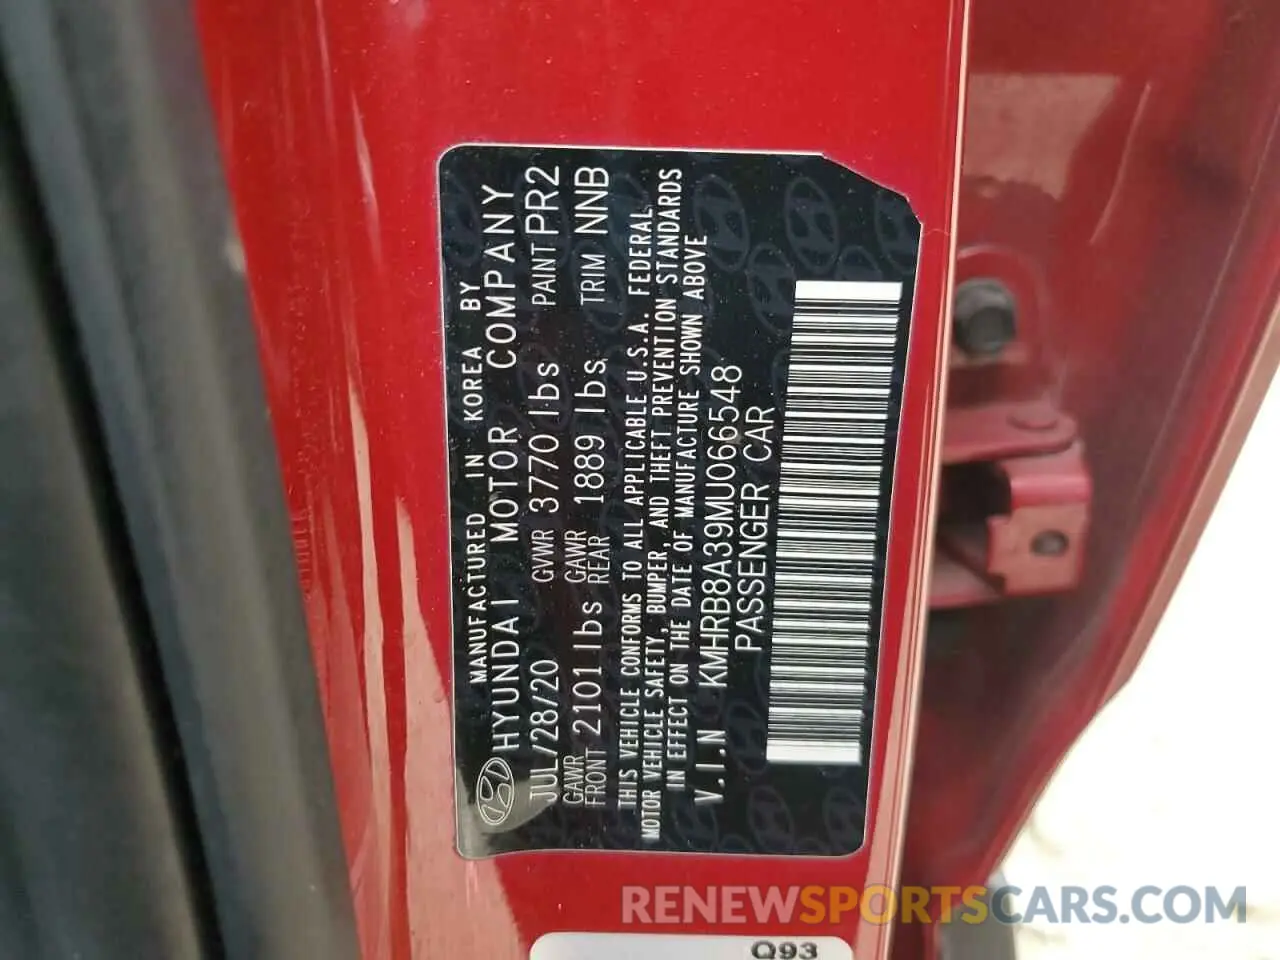 MANUFACTURED IN KOREA BY
HYUNDAI MOTOR COMPANY
JUL/28/20 GVWR 3770 lbs PAINT PR2
GAWR FRONT 2101 lbs GAWR REAR 1889 lbs TRIM NNB
THIS VEHICLE CONFORMS TO ALL APPLICABLE U.S.A. FEDERAL
MOTOR VEHICLE SAFETY, BUMPER, AND THEFT PREVENTION STANDARDS
IN EFFECT ON THE DATE OF MANUFACTURE SHOWN ABOVE
V.I.N KMHRB8A39MU066548
PASSENGER CAR
Q93
RENEWSPORTSCARS.COM